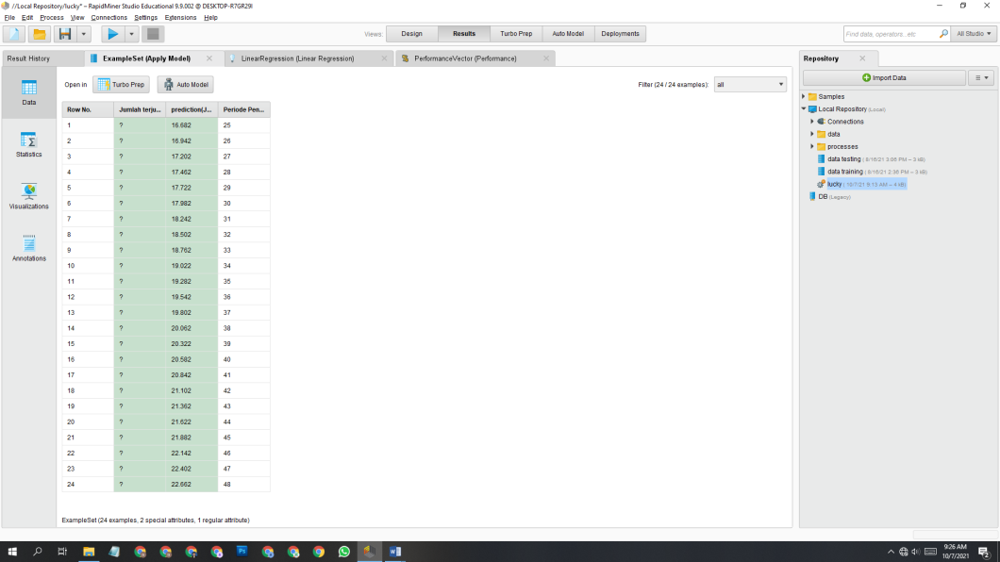 //Local Repository/lucky* – RapidMiner Studio Educational 9.9.002 @ DESKTOP-R7GR29I
File Edit Process View Connections Settings Extensions Help
Views: Design Results Turbo Prep Auto Model Deployments
Find data, operators...etc All Studio ▼
Result History ExampleSet (Apply Model) LinearRegression (Linear Regression) PerformanceVector (Performance)
Data
Statistics
Visualizations
Annotations
Open in Turbo Prep Auto Model Filter (24 / 24 examples): all
Row No. Jumlah terju... prediction(J... Periode Pen...
1 ? 16.682 25
2 ? 16.942 26
3 ? 17.202 27
4 ? 17.462 28
5 ? 17.722 29
6 ? 17.982 30
7 ? 18.242 31
8 ? 18.502 32
9 ? 18.762 33
10 ? 19.022 34
11 ? 19.282 35
12 ? 19.542 36
13 ? 19.802 37
14 ? 20.062 38
15 ? 20.322 39
16 ? 20.582 40
17 ? 20.842 41
18 ? 21.102 42
19 ? 21.362 43
20 ? 21.622 44
21 ? 21.882 45
22 ? 22.142 46
23 ? 22.402 47
24 ? 22.662 48
ExampleSet (24 examples, 2 special attributes, 1 regular attribute)
Repository
Import Data
Samples
Local Repository (Local)
Connections
data
processes
data testing ( 8/16/21 3:06 PM – 3 kB)
data training ( 8/16/21 2:36 PM – 3 kB)
lucky ( 10/7/21 9:13 AM – 4 kB)
DB (Legacy)
9:26 AM
10/7/2021
2